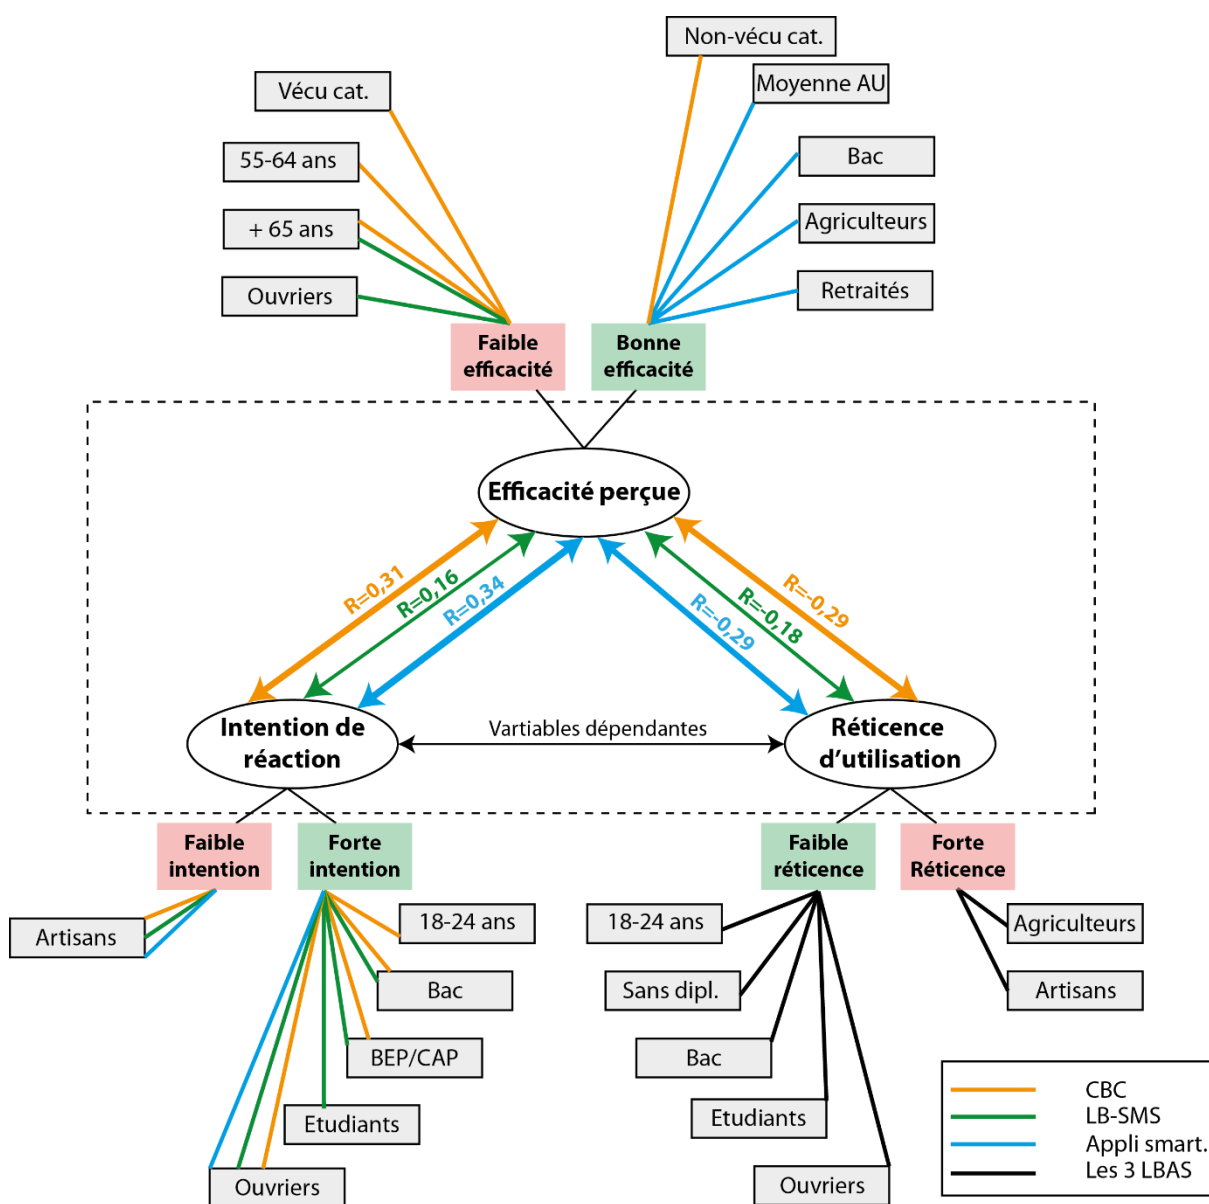 Non-vécu cat.
Vécu cat.
Moyenne AU
55-64 ans
Bac
+ 65 ans
Agriculteurs
Ouvriers
Retraités
Faible
efficacité
Bonne
efficacité
Efficacité perçue
R=0,31
R=0,16
R=0,34
R=-0,29
R=-0,18
R=-0,29
Intention de
réaction
Vartiables dépendantes
Réticence
d'utilisation
Faible
intention
Forte
intention
Faible
réticence
Forte
Réticence
Artisans
18-24 ans
Bac
BEP/CAP
Etudiants
Ouvriers
18-24 ans
Sans dipl.
Bac
Etudiants
Ouvriers
Agriculteurs
Artisans
CBC
LB-SMS
Appli smart.
Les 3 LBAS